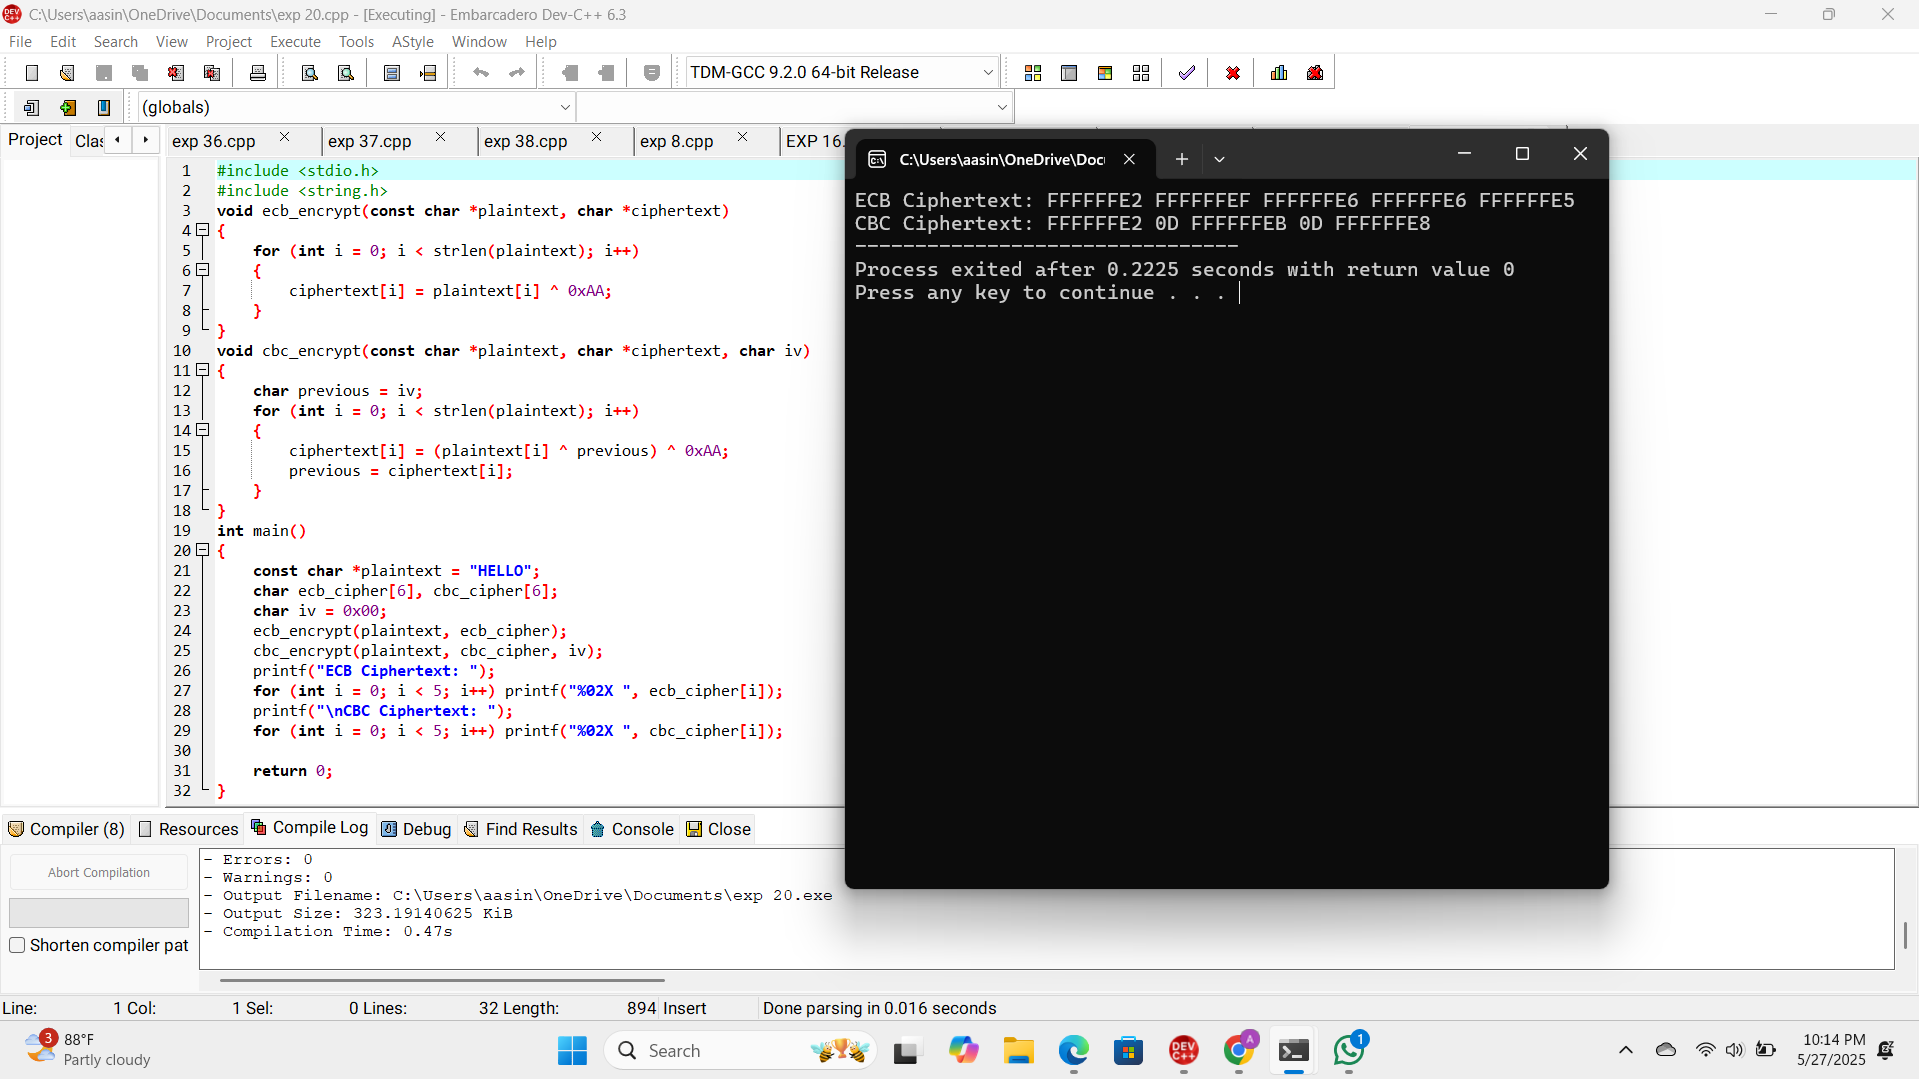 C:\Users\aasin\OneDrive\Documents\exp 20.cpp - [Executing] - Embarcadero Dev-C++ 6.3
File Edit Search View Project Execute Tools AStyle Window Help
TDM-GCC 9.2.0 64-bit Release
(globals)
Project Clas exp 36.cpp exp 37.cpp exp 38.cpp exp 8.cpp EXP 16.
1 #include <stdio.h>
2 #include <string.h>
3 void ecb_encrypt(const char *plaintext, char *ciphertext)
4 {
5 for (int i = 0; i < strlen(plaintext); i++)
6 {
7 ciphertext[i] = plaintext[i] ^ 0xAA;
8 }
9 }
10 void cbc_encrypt(const char *plaintext, char *ciphertext, char iv)
11 {
12 char previous = iv;
13 for (int i = 0; i < strlen(plaintext); i++)
14 {
15 ciphertext[i] = (plaintext[i] ^ previous) ^ 0xAA;
16 previous = ciphertext[i];
17 }
18 }
19 int main()
20 {
21 const char *plaintext = "HELLO";
22 char ecb_cipher[6], cbc_cipher[6];
23 char iv = 0x00;
24 ecb_encrypt(plaintext, ecb_cipher);
25 cbc_encrypt(plaintext, cbc_cipher, iv);
26 printf("ECB Ciphertext: ");
27 for (int i = 0; i < 5; i++) printf("%02X ", ecb_cipher[i]);
28 printf("\nCBC Ciphertext: ");
29 for (int i = 0; i < 5; i++) printf("%02X ", cbc_cipher[i]);
30
31 return 0;
32 }
C:\Users\aasin\OneDrive\Doc
ECB Ciphertext: FFFFFFE2 FFFFFFEF FFFFFFE6 FFFFFFE6 FFFFFFE5
CBC Ciphertext: FFFFFFE2 0D FFFFFFEB 0D FFFFFFE8
--------------------------------
Process exited after 0.2225 seconds with return value 0
Press any key to continue . . .
Compiler (8) Resources Compile Log Debug Find Results Console Close
Abort Compilation
Shorten compiler pat
- Errors: 0
- Warnings: 0
- Output Filename: C:\Users\aasin\OneDrive\Documents\exp 20.exe
- Output Size: 323.19140625 KiB
- Compilation Time: 0.47s
Line: 1 Col: 1 Sel: 0 Lines: 32 Length: 894 Insert Done parsing in 0.016 seconds
3
88°F
Partly cloudy
Search
DEV C++
A
1
10:14 PM
5/27/2025